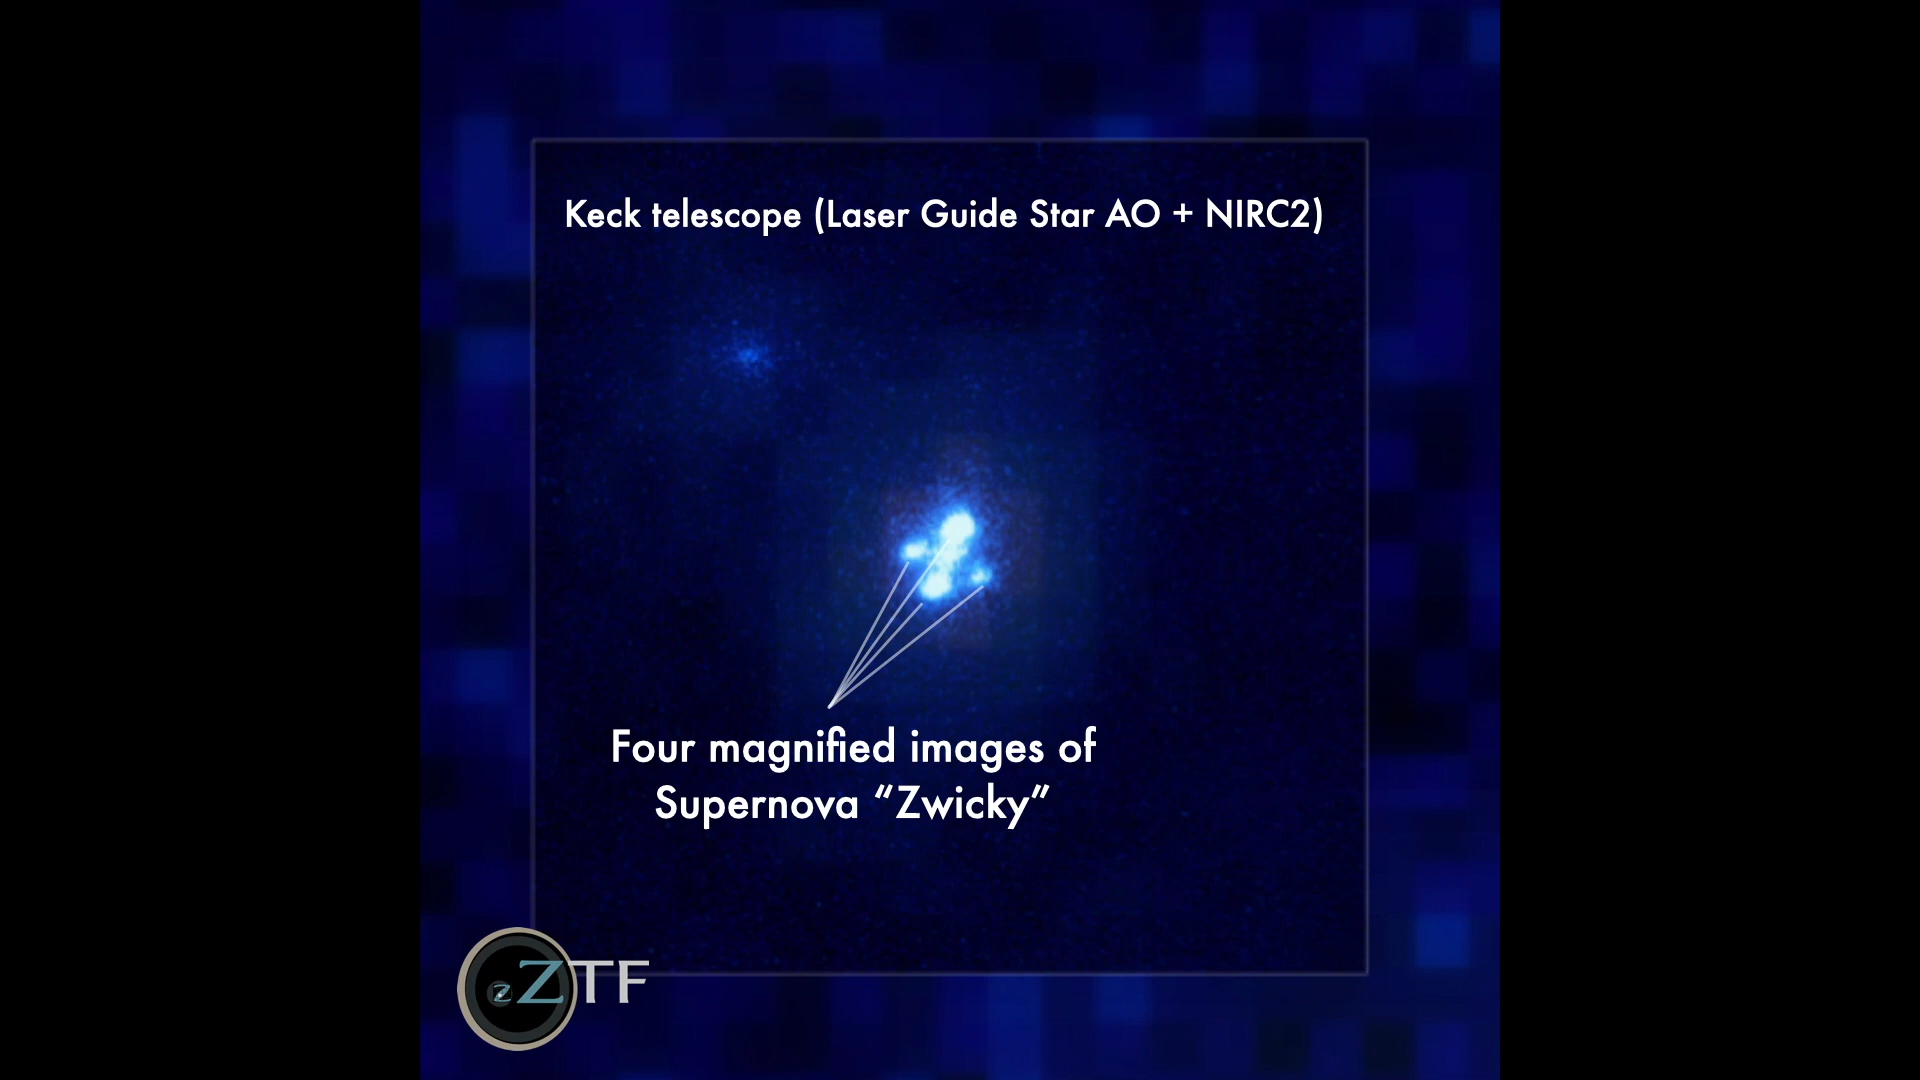 Keck telescope (Laser Guide Star AO + NIRC2)
Four magnified images of
Supernova “Zwicky”
z ZTF